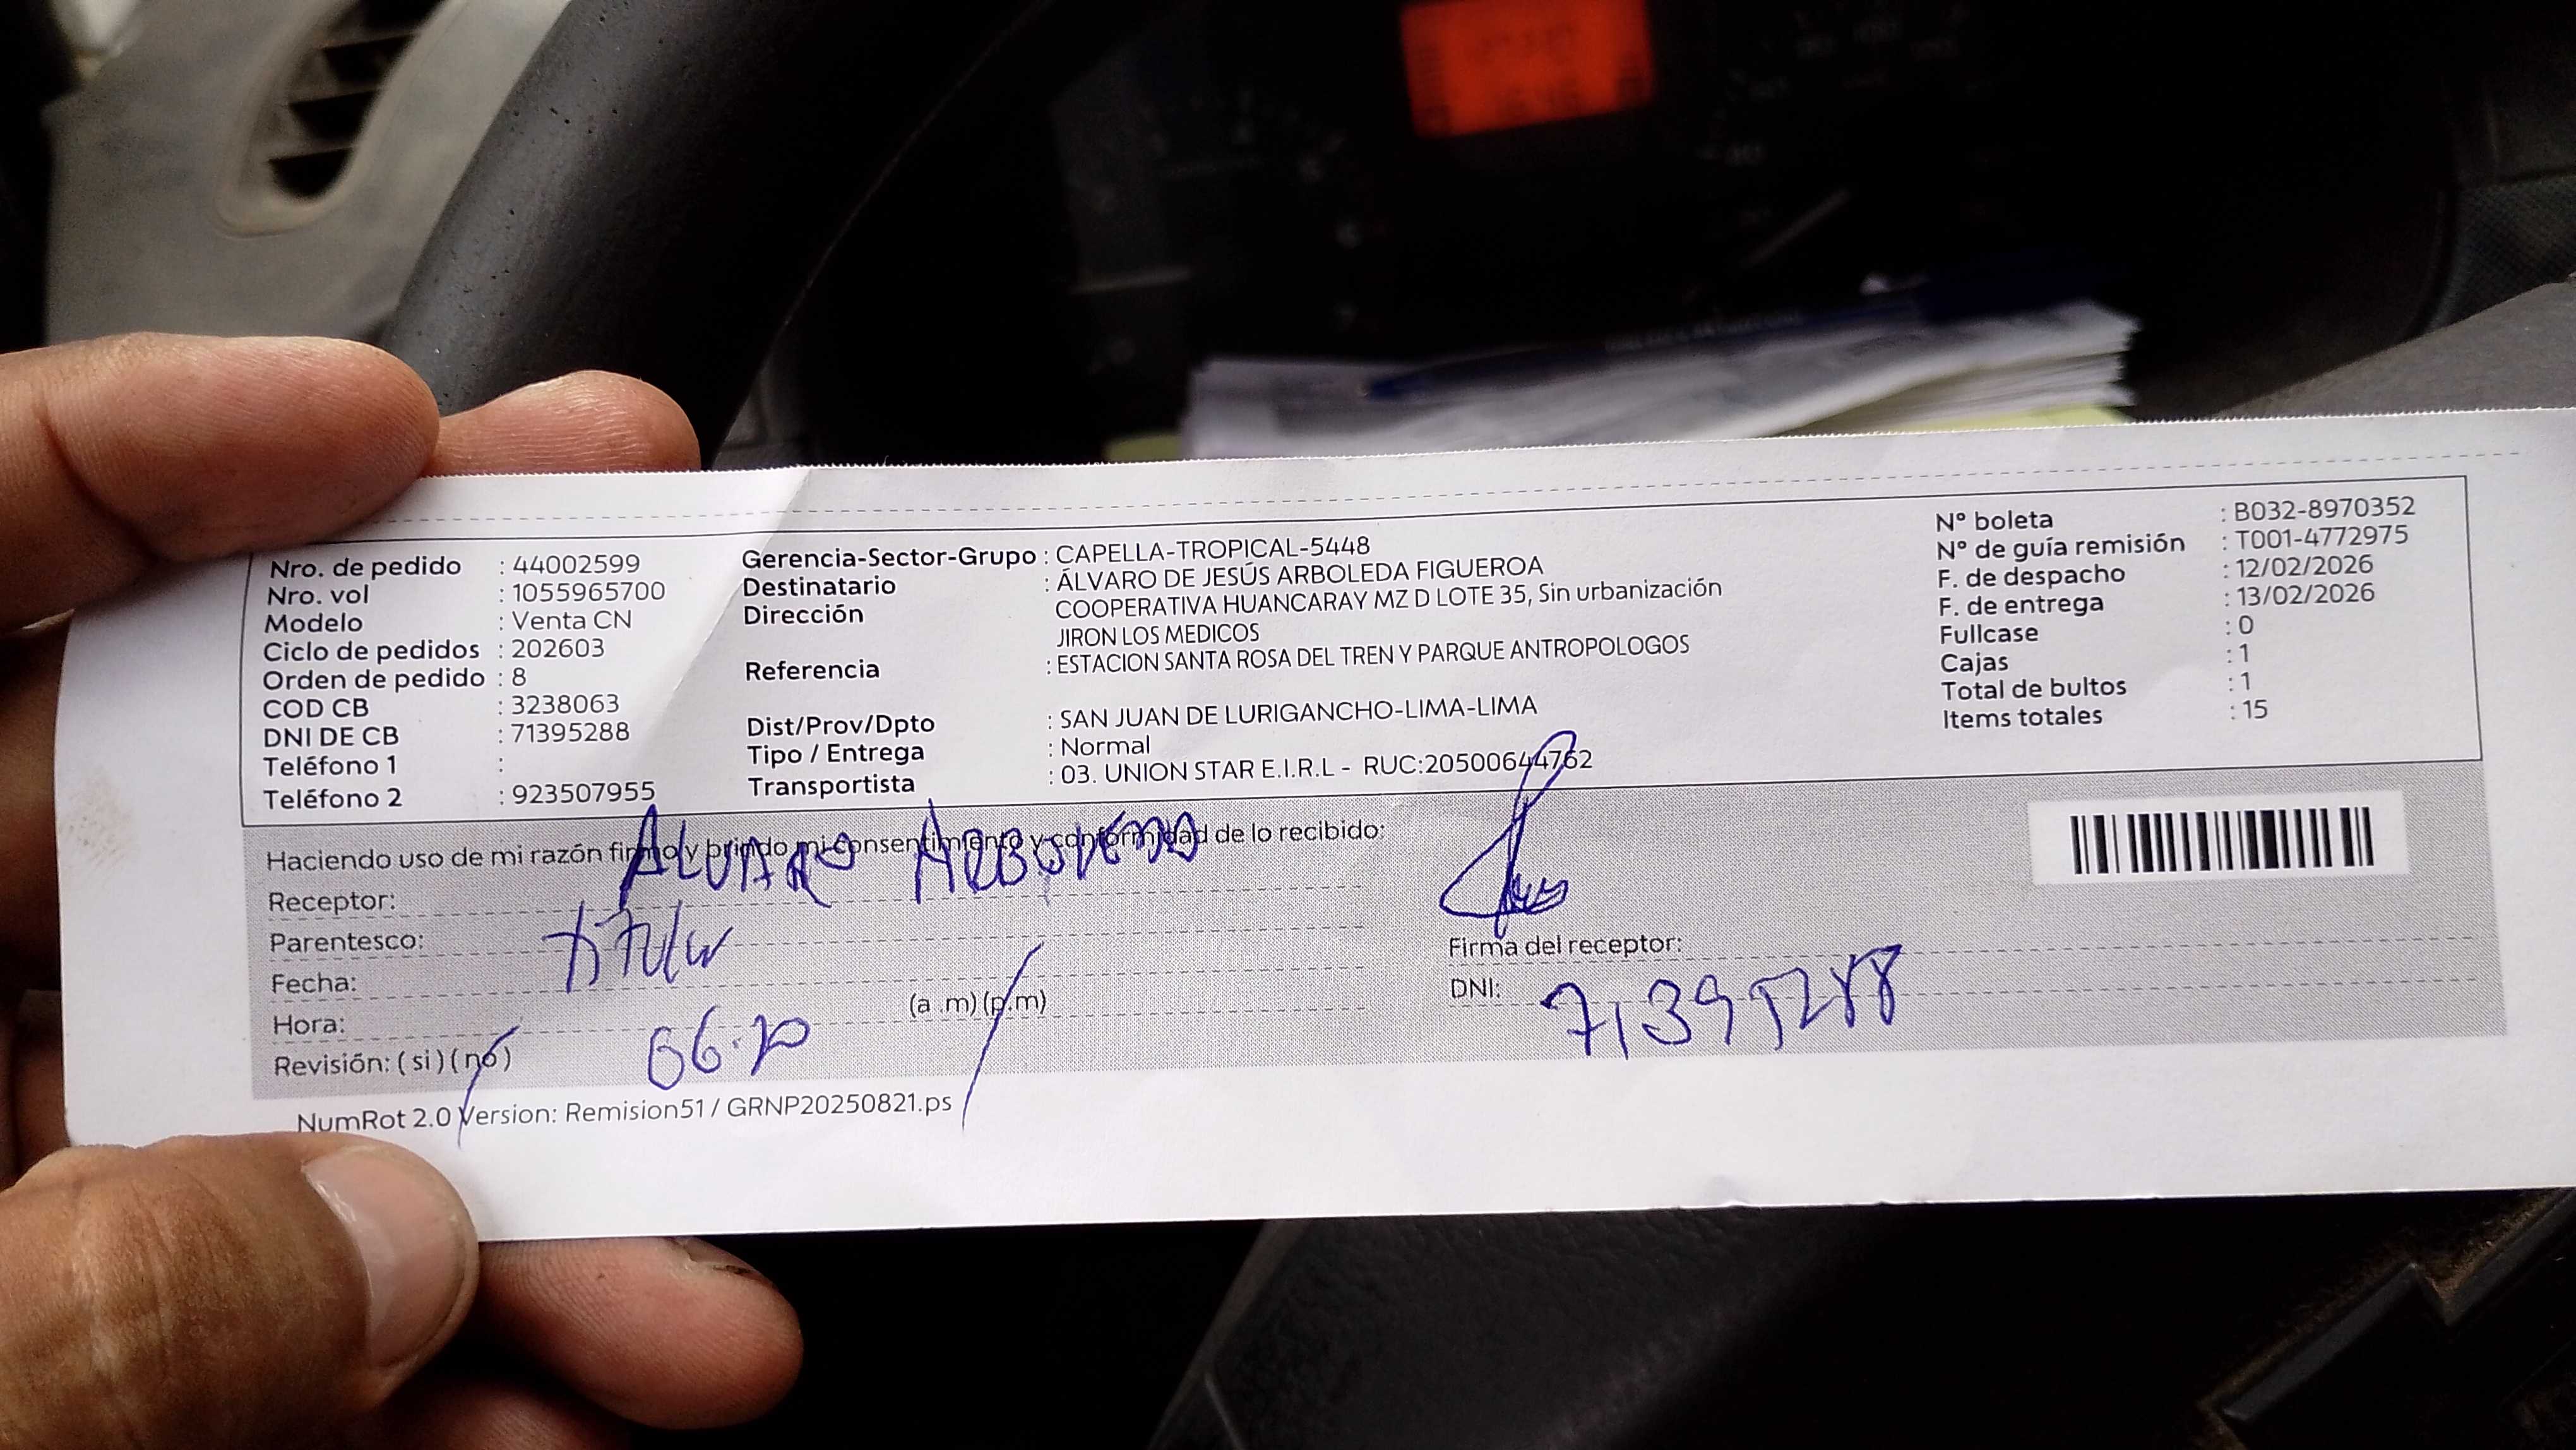 Nro. de pedido : 44002599
Nro. vol : 1055965700
Modelo : Venta CN
Ciclo de pedidos : 202603
Orden de pedido : 8
COD CB : 3238063
DNI DE CB : 71395288
Teléfono 1 :
Teléfono 2 : 923507955
Gerencia-Sector-Grupo : CAPELLA-TROPICAL-5448
Destinatario : ÁLVARO DE JESÚS ARBOLEDA FIGUEROA
Dirección COOPERATIVA HUANCARAY MZ D LOTE 35, Sin urbanización
JIRON LOS MEDICOS
Referencia : ESTACION SANTA ROSA DEL TREN Y PARQUE ANTROPOLOGOS
Dist/Prov/Dpto : SAN JUAN DE LURIGANCHO-LIMA-LIMA
Tipo / Entrega : Normal
Transportista : 03. UNION STAR E.I.R.L - RUC:20500644762
N° boleta : B032-8970352
N° de guía remisión : T001-4772975
F. de despacho : 12/02/2026
F. de entrega : 13/02/2026
Fullcase : 0
Cajas : 1
Total de bultos : 1
Items totales : 15
Haciendo uso de mi razón firmo y brindo mi consentimiento y conformidad de lo recibido:
Receptor: ALVARO ARBOLEDA
Parentesco:
Fecha:
Hora: (a .m) (p.m)
Revisión: ( si ) ( no )
Firma del receptor:
DNI: 71395288
NumRot 2.0 Version: Remision51 / GRNP20250821.ps